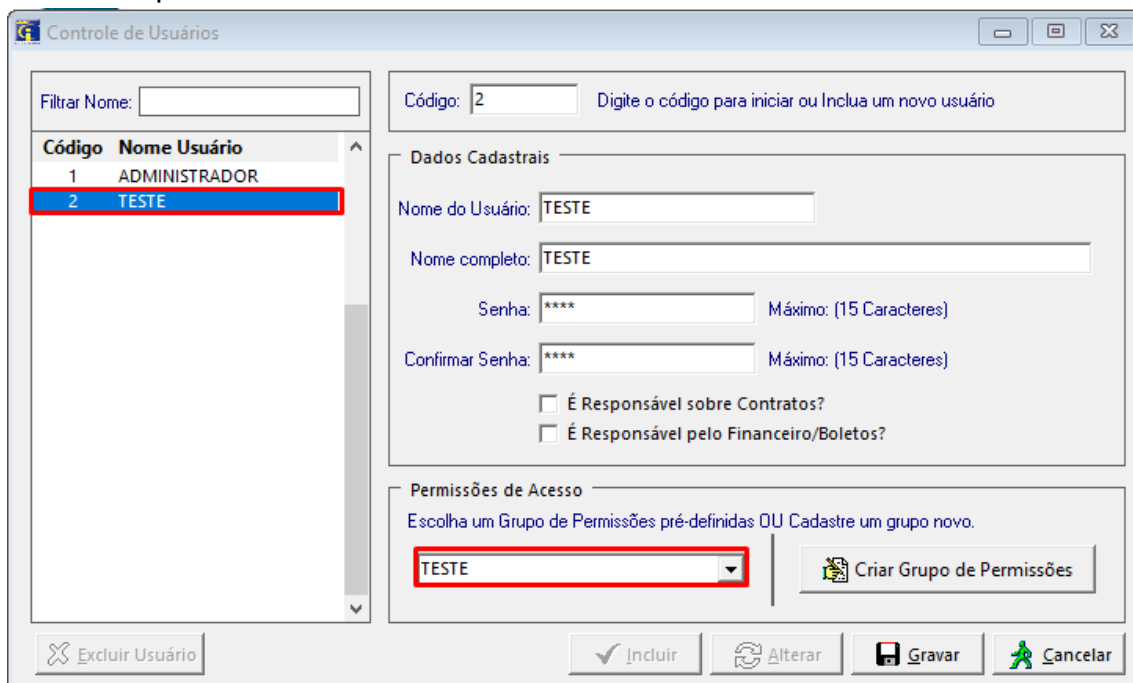 Controle de Usuários
Filtrar Nome:
Código Nome Usuário
1 ADMINISTRADOR
2 TESTE
Código: 2 Digite o código para iniciar ou Inclua um novo usuário
Dados Cadastrais
Nome do Usuário: TESTE
Nome completo: TESTE
Senha: **** Máximo: (15 Caracteres)
Confirmar Senha: **** Máximo: (15 Caracteres)
É Responsável sobre Contratos?
É Responsável pelo Financeiro/Boletos?
Permissões de Acesso
Escolha um Grupo de Permissões pré-definidas OU Cadastre um grupo novo.
TESTE Criar Grupo de Permissões
Excluir Usuário Incluir Alterar Gravar Cancelar